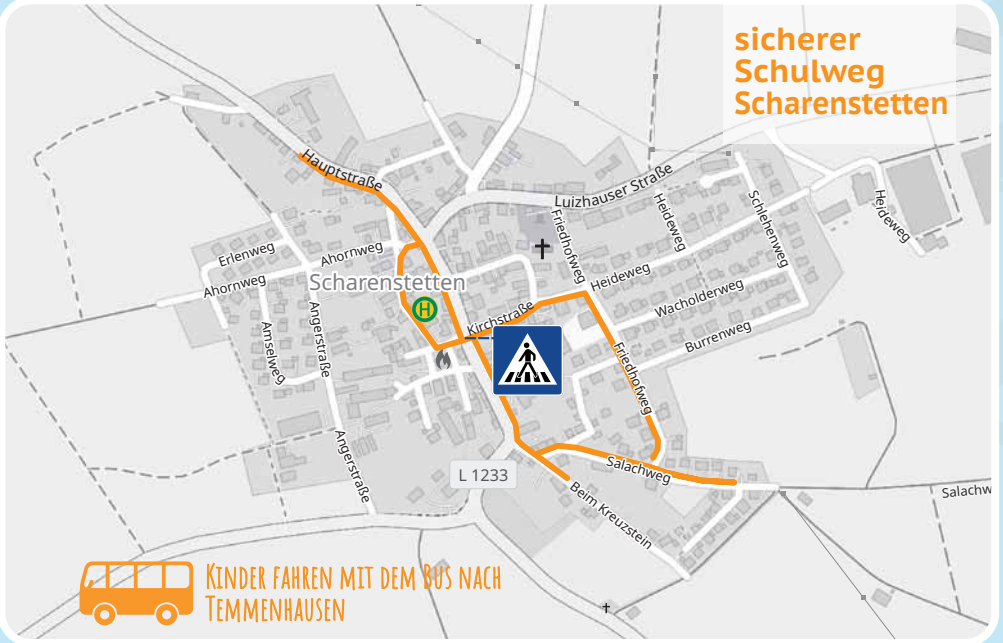 sicherer
Schulweg
Scharenstetten
Hauptstraße
Luizhauser Straße
Heideweg
Schlehenweg
Heideweg
Friedhofweg
Erlenweg
Ahornweg
Ahornweg
Scharenstetten
H
Heideweg
Wacholderweg
Kirchstraße
Burrenweg
Amselweg
Angerstraße
Friedhofweg
Angerstraße
L 1233
Salachweg
Beim Kreuzstein
Salachw
Kinder fahren mit dem Bus nach
Temmenhausen